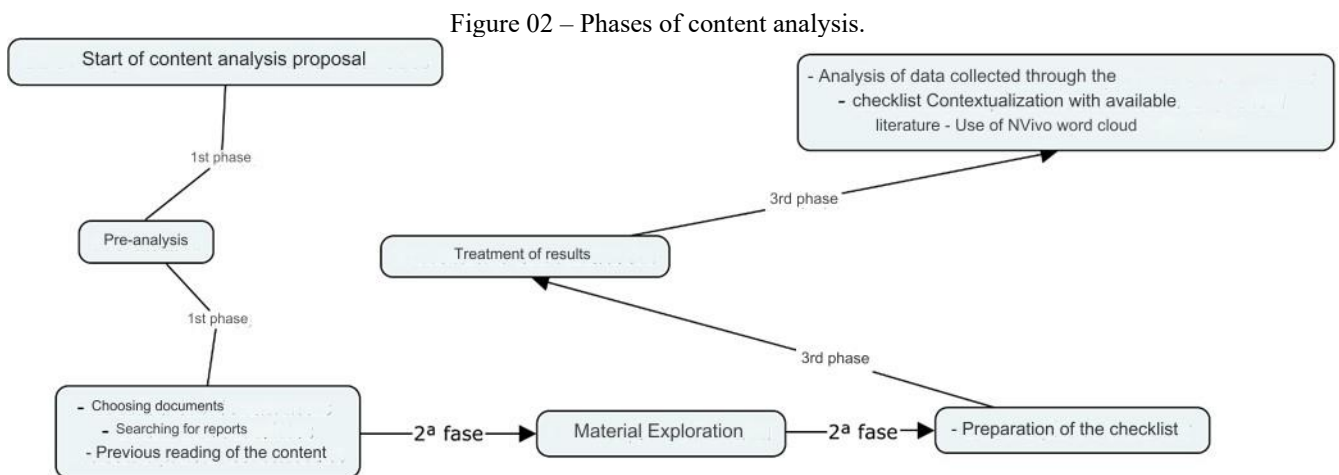 Figure 02 – Phases of content analysis.
Start of content analysis proposal
1st phase
Pre-analysis
1st phase
- Choosing documents
- Searching for reports
- Previous reading of the content
2ª fase
Material Exploration
2ª fase
- Preparation of the checklist
3rd phase
Treatment of results
3rd phase
- Analysis of data collected through the
- checklist Contextualization with available
literature - Use of NVivo word cloud